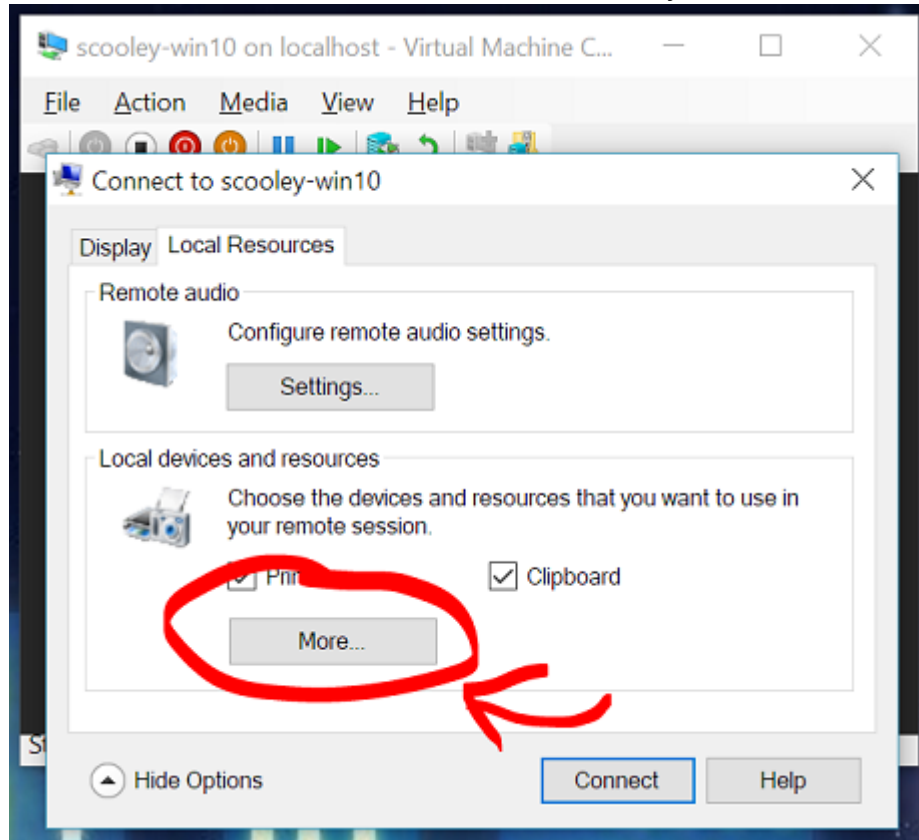 scooley-win10 on localhost - Virtual Machine C...
File Action Media View Help
Connect to scooley-win10
Display Local Resources
Remote audio
Configure remote audio settings.
Settings...
Local devices and resources
Choose the devices and resources that you want to use in
your remote session.
Clipboard
More...
Hide Options
Connect Help